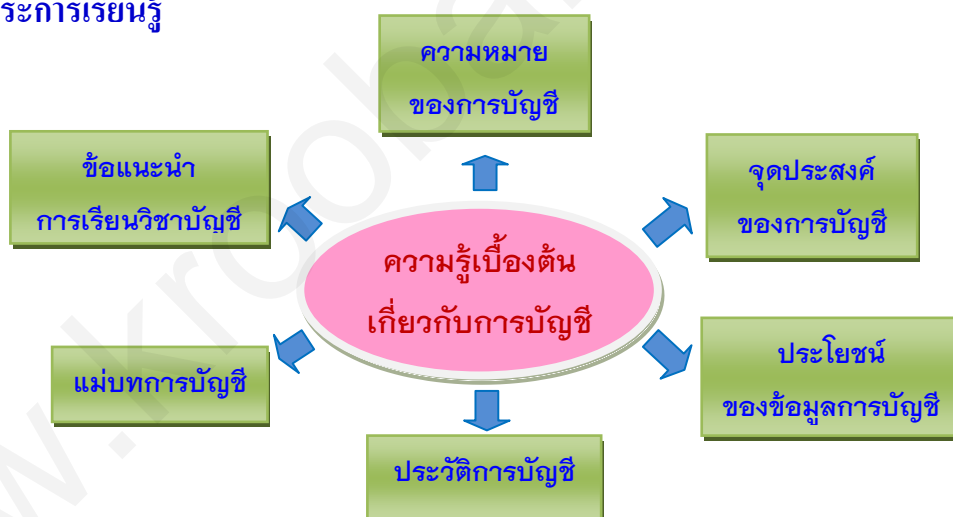 ระการเรียนรู้
ความหมาย
ของการบัญชี
ข้อแนะนำ
การเรียนวิชาบัญชี
จุดประสงค์
ของการบัญชี
ความรู้เบื้องต้น
เกี่ยวกับการบัญชี
แม่บทการบัญชี
ประโยชน์
ของข้อมูลการบัญชี
ประวัติการบัญชี